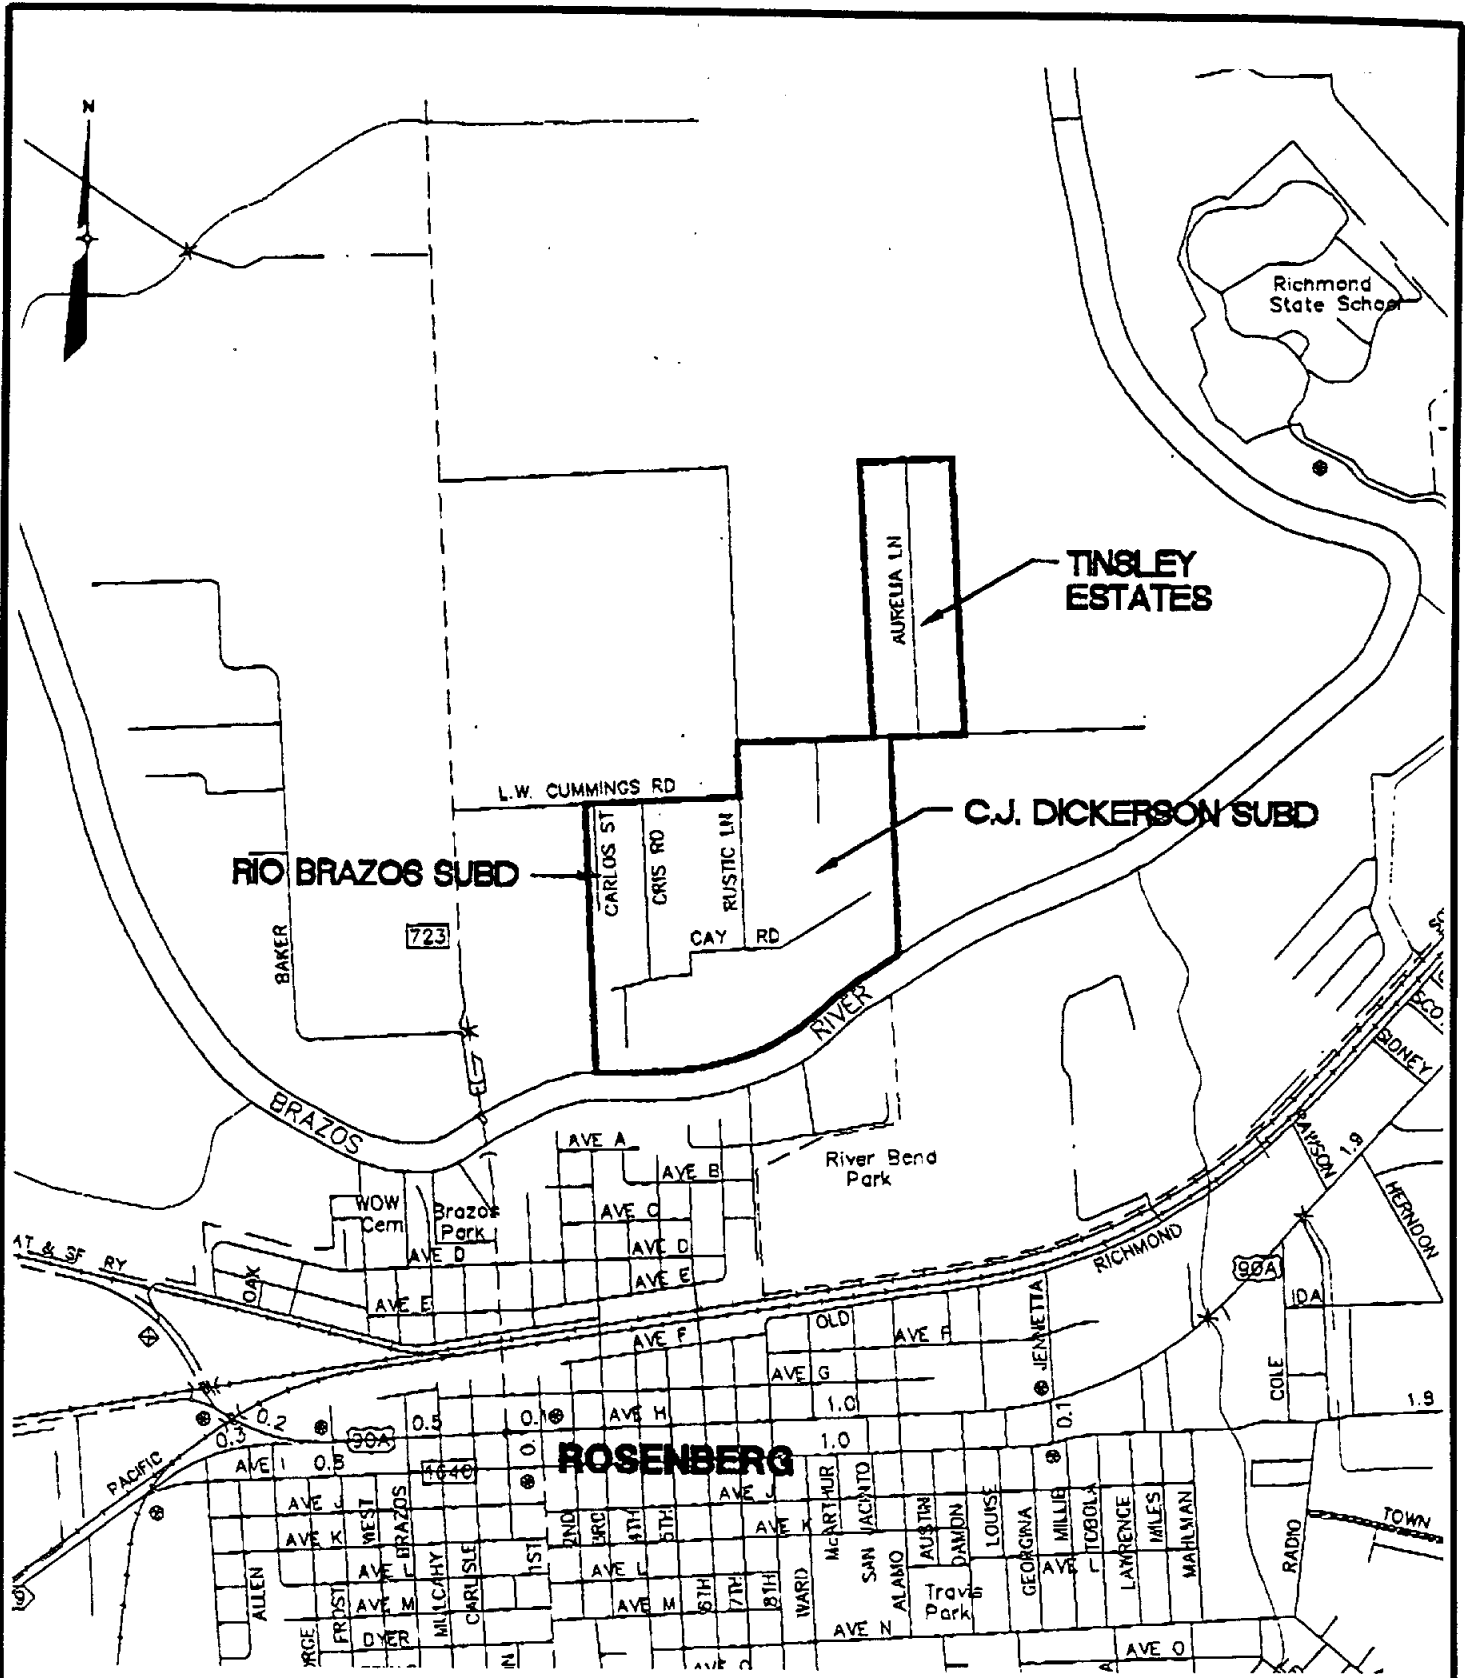 N
Richmond
State School
TINSLEY
ESTATES
AURELIA LN
L.W. CUMMINGS RD
C.J. DICKERSON SUBD
RIO BRAZOS SUBD
CARLOS ST
CRIS RD
RUSTIC LN
CAY RD
BAKER
723
RIVER
BRAZOS
SIDNEY
1.9
HERNDON
AVE A
River Bend
Park
AVE B
WOW
Cem
Brazos
Park
AVE C
AVE D
AVE D
RICHMOND
AT & SF RY
OAK
AVE E
AVE E
90A
IDA
OLD
AVE F
AVE F
JENNETTA
AVE G
COLE
1.0
1.9
0.2
0.5
0.1
AVE H
0.1
0.3
90A
0.1
1.0
PACIFIC
AVE I
0.8
1640
ROSENBERG
AVE J
AVE J
WEST
BRAZOS
McARTHUR
SAN JACINTO
AUSTIN
DAMON
LOUISE
GEORGINA
MILLIE
TOBOLA
LAWRENCE
MILES
MAHLMAN
TOWN
AVE K
AVE K
2ND
3RD
4TH
5TH
1ST
RADIO
AVE L
AVE L
AVE L
ALLEN
FROST
AVE M
MULCAHY
CARLISLE
AVE M
6TH
7TH
8TH
WARD
ALAMO
Travis
Park
DYER
AVE N
AVE O